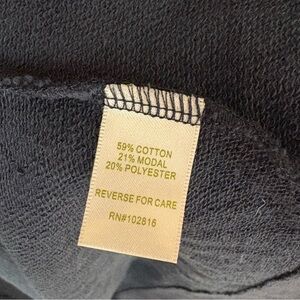 59% COTTON
21% MODAL
20% POLYESTER
REVERSE FOR CARE
RN#102816